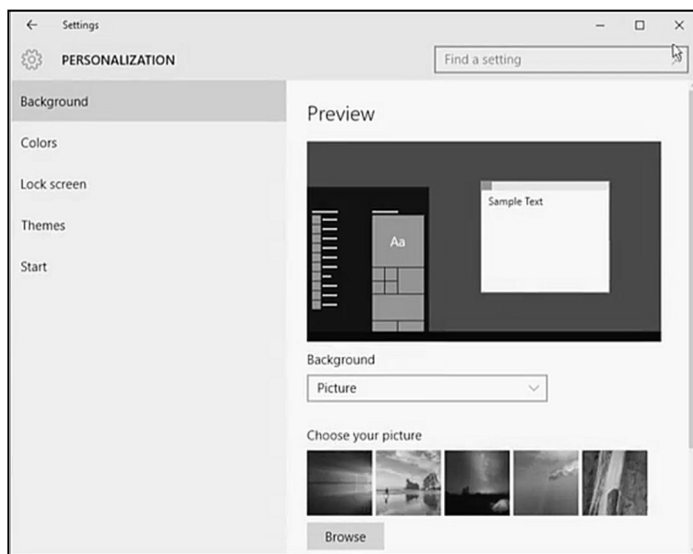 Settings
PERSONALIZATION
Find a setting
Background
Colors
Lock screen
Themes
Start
Preview
Sample Text
Aa
Background
Picture
Choose your picture
Browse